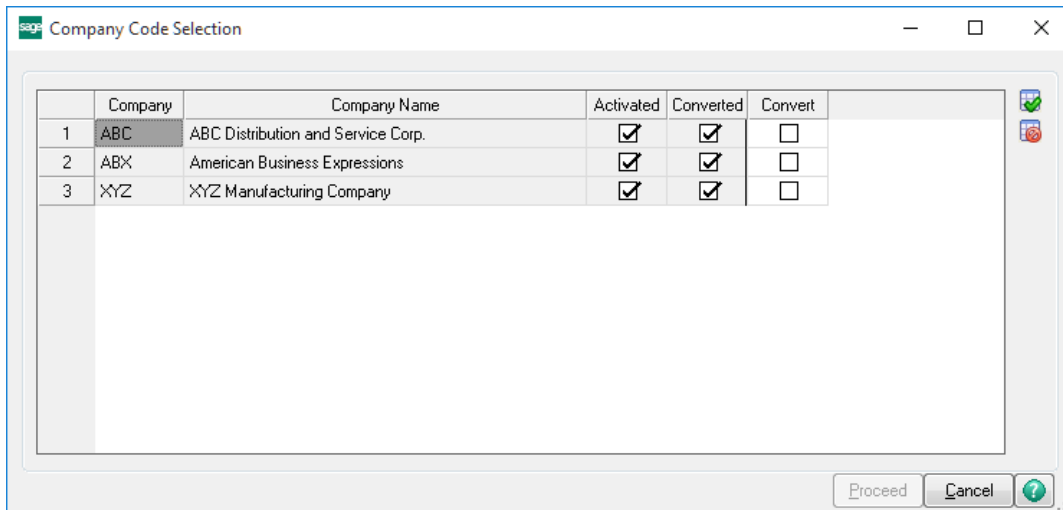 sage Company Code Selection
Company Company Name Activated Converted Convert
1 ABC ABC Distribution and Service Corp.
2 ABX American Business Expressions
3 XYZ XYZ Manufacturing Company
Proceed Cancel ?